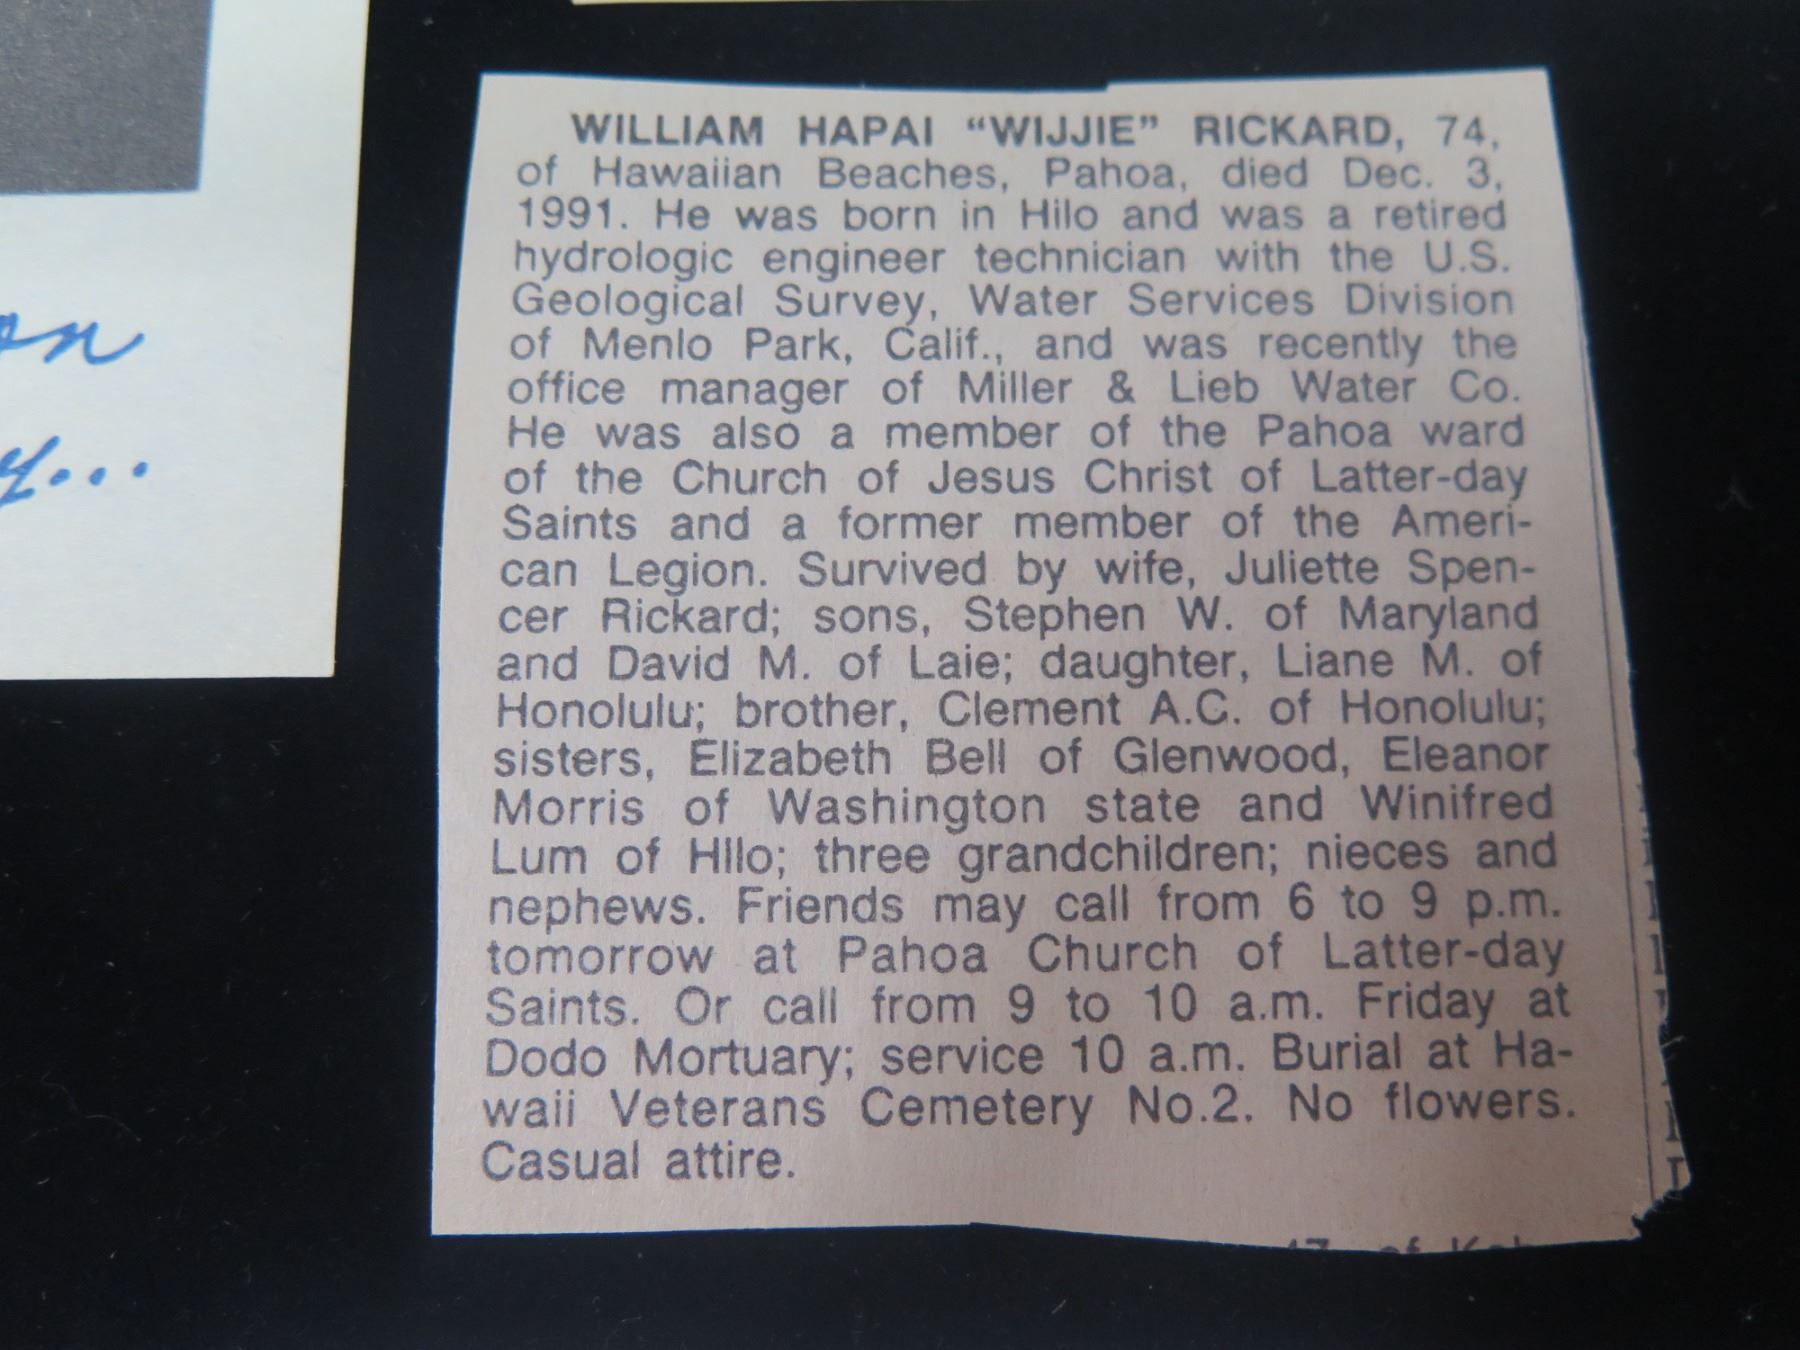 on
y...
WILLIAM HAPAI “WIJJIE” RICKARD, 74,
of Hawaiian Beaches, Pahoa, died Dec. 3,
1991. He was born in Hilo and was a retired
hydrologic engineer technician with the U.S.
Geological Survey, Water Services Division
of Menlo Park, Calif., and was recently the
office manager of Miller & Lieb Water Co.
He was also a member of the Pahoa ward
of the Church of Jesus Christ of Latter-day
Saints and a former member of the Ameri-
can Legion. Survived by wife, Juliette Spen-
cer Rickard; sons, Stephen W. of Maryland
and David M. of Laie; daughter, Liane M. of
Honolulu; brother, Clement A.C. of Honolulu;
sisters, Elizabeth Bell of Glenwood, Eleanor
Morris of Washington state and Winifred
Lum of HIlo; three grandchildren; nieces and
nephews. Friends may call from 6 to 9 p.m.
tomorrow at Pahoa Church of Latter-day
Saints. Or call from 9 to 10 a.m. Friday at
Dodo Mortuary; service 10 a.m. Burial at Ha-
waii Veterans Cemetery No.2. No flowers.
Casual attire.